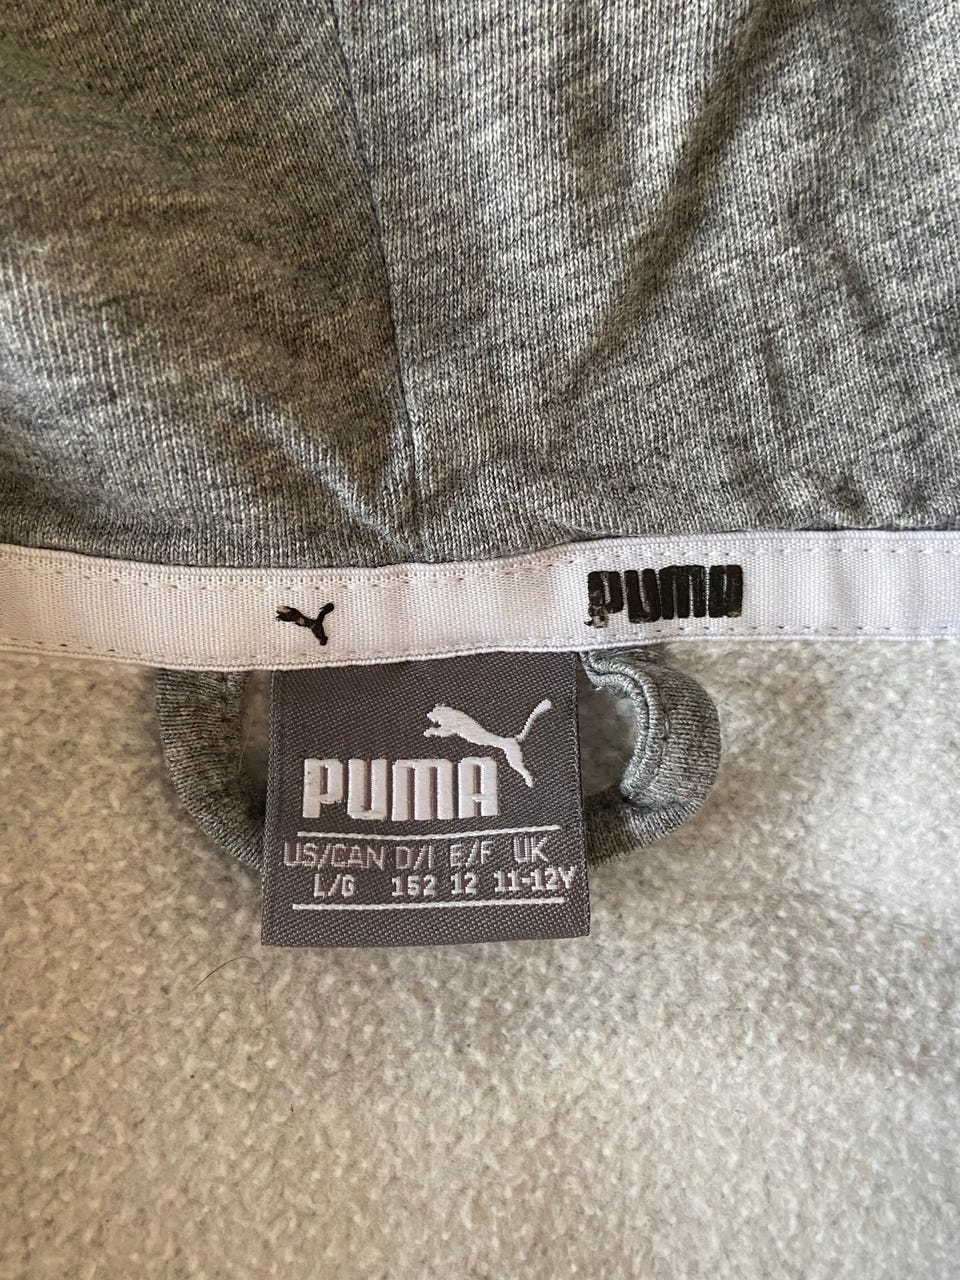 PUMA
PUMA
US/CAN D/I E/F UK
L/G 152 12 11-12Y